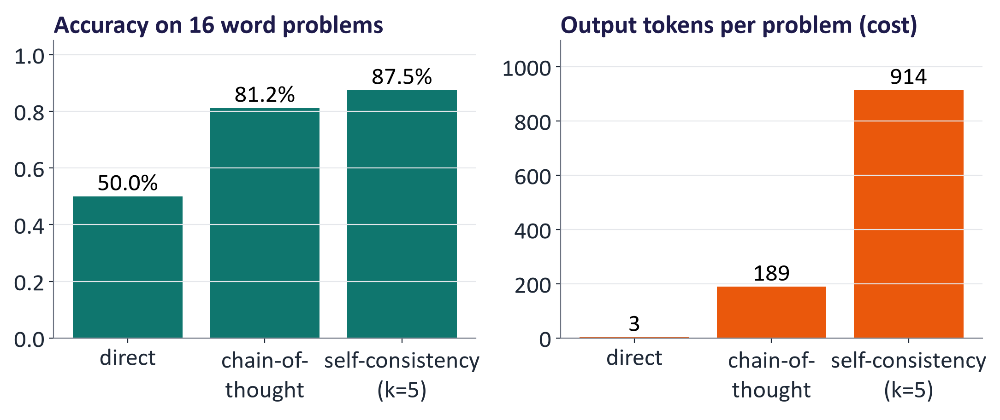 Accuracy on 16 word problems
1.0
0.8
0.6
0.4
0.2
0.0
50.0%
81.2%
87.5%
direct
chain-of-
thought
self-consistency
(k=5)
Output tokens per problem (cost)
1000
800
600
400
200
0
3
189
914
direct
chain-of-
thought
self-consistency
(k=5)